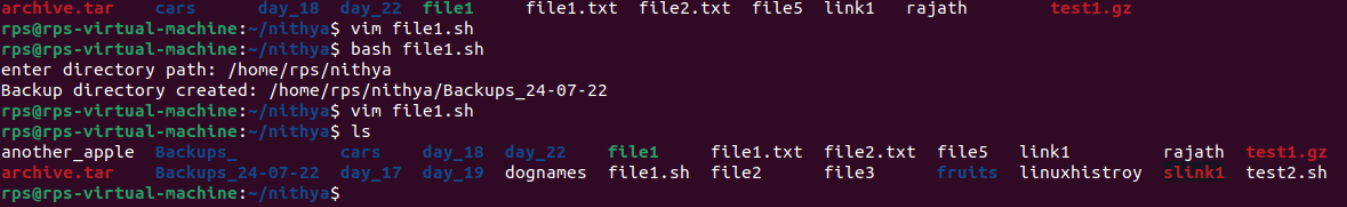 archive.tar cars day_18 day_22 file1 file1.txt file2.txt file5 link1 rajath test1.gz
rps@rps-virtual-machine:~/nithya$ vim file1.sh
rps@rps-virtual-machine:~/nithya$ bash file1.sh
enter directory path: /home/rps/nithya
Backup directory created: /home/rps/nithya/Backups_24-07-22
rps@rps-virtual-machine:~/nithya$ vim file1.sh
rps@rps-virtual-machine:~/nithya$ ls
another_apple Backups_ cars day_18 day_22 file1 file1.txt file2.txt file5 link1 rajath test1.gz
archive.tar Backups_24-07-22 day_17 day_19 dognames file1.sh file2 file3 fruits linuxhistroy slink1 test2.sh
rps@rps-virtual-machine:~/nithya$